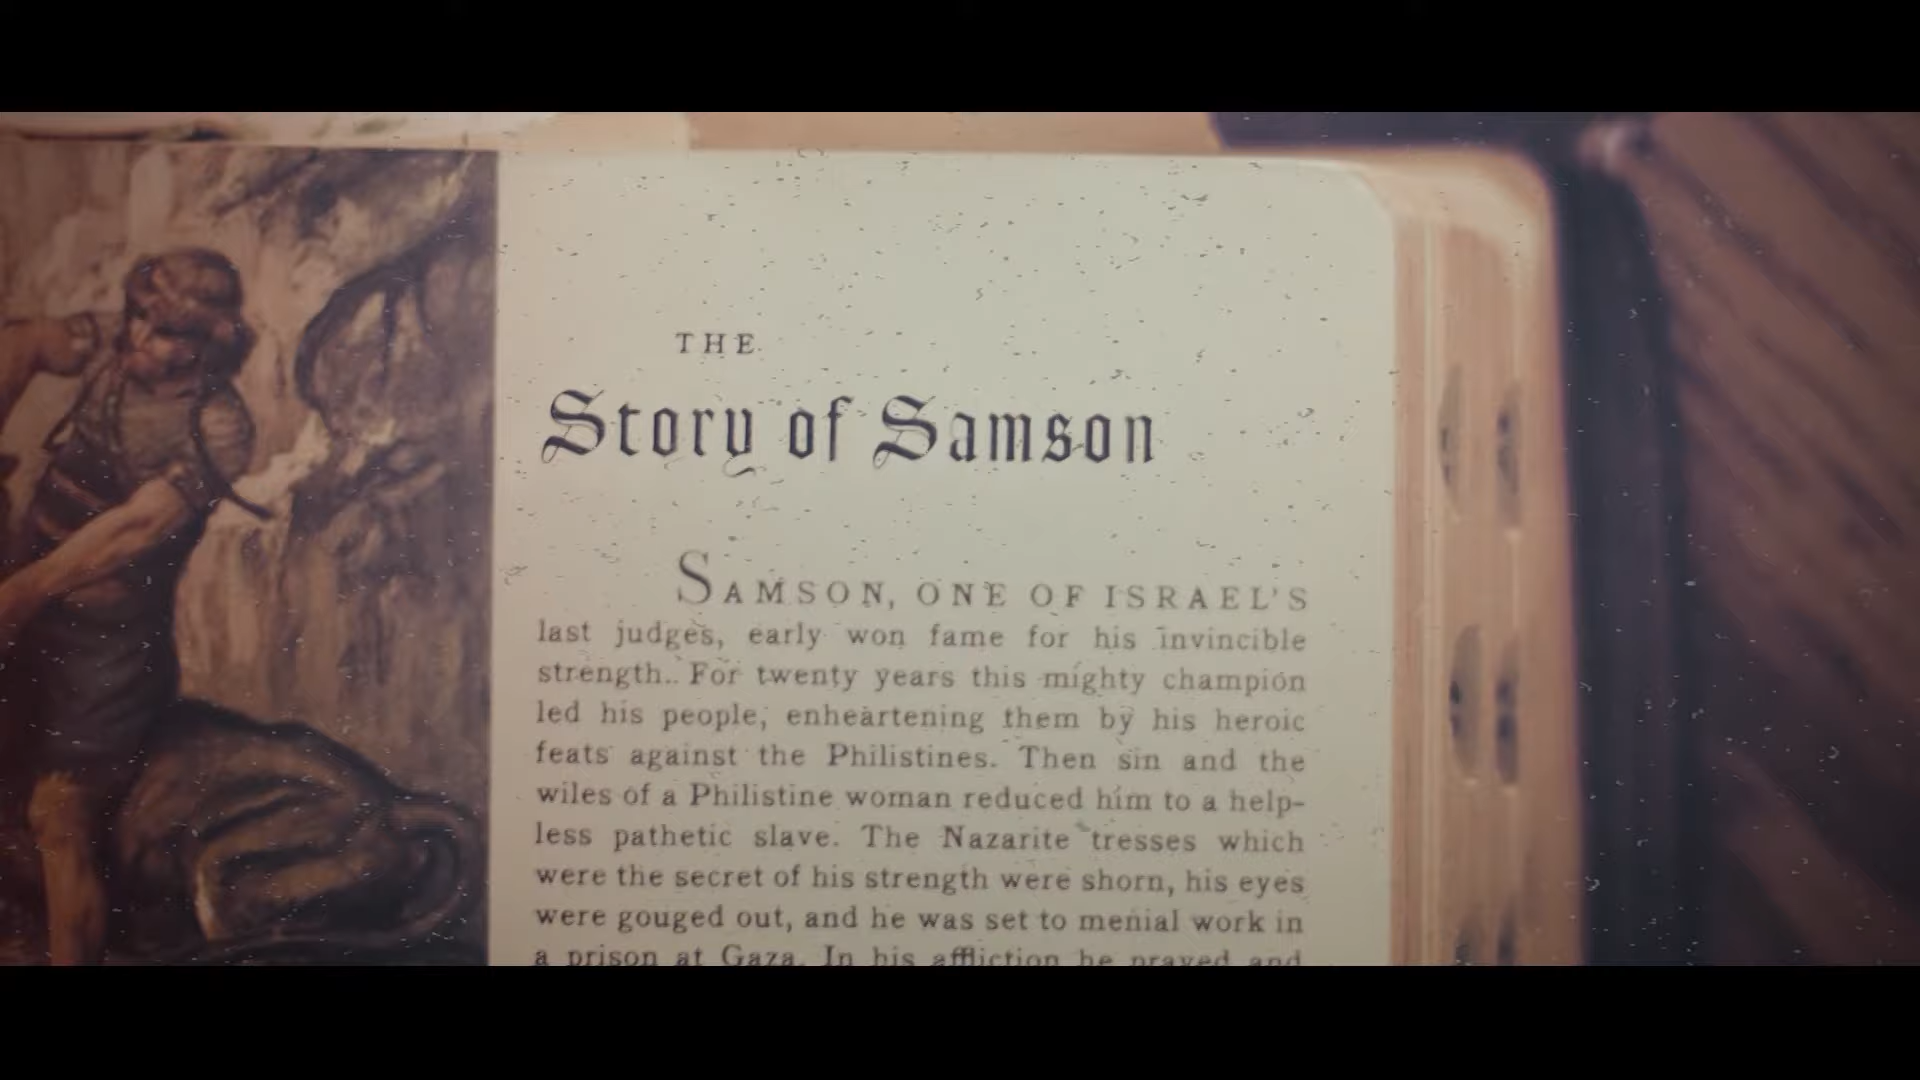 THE
Story of Samson
SAMSON, ONE OF ISRAEL'S
last judges, early won fame for his invincible
strength. For twenty years this mighty champion
led his people, enheartening them by his heroic
feats against the Philistines. Then sin and the
wiles of a Philistine woman reduced him to a help-
less pathetic slave. The Nazarite tresses which
were the secret of his strength were shorn, his eyes
were gouged out, and he was set to menial work in
a prison at Gaza. In his affliction he prayed and